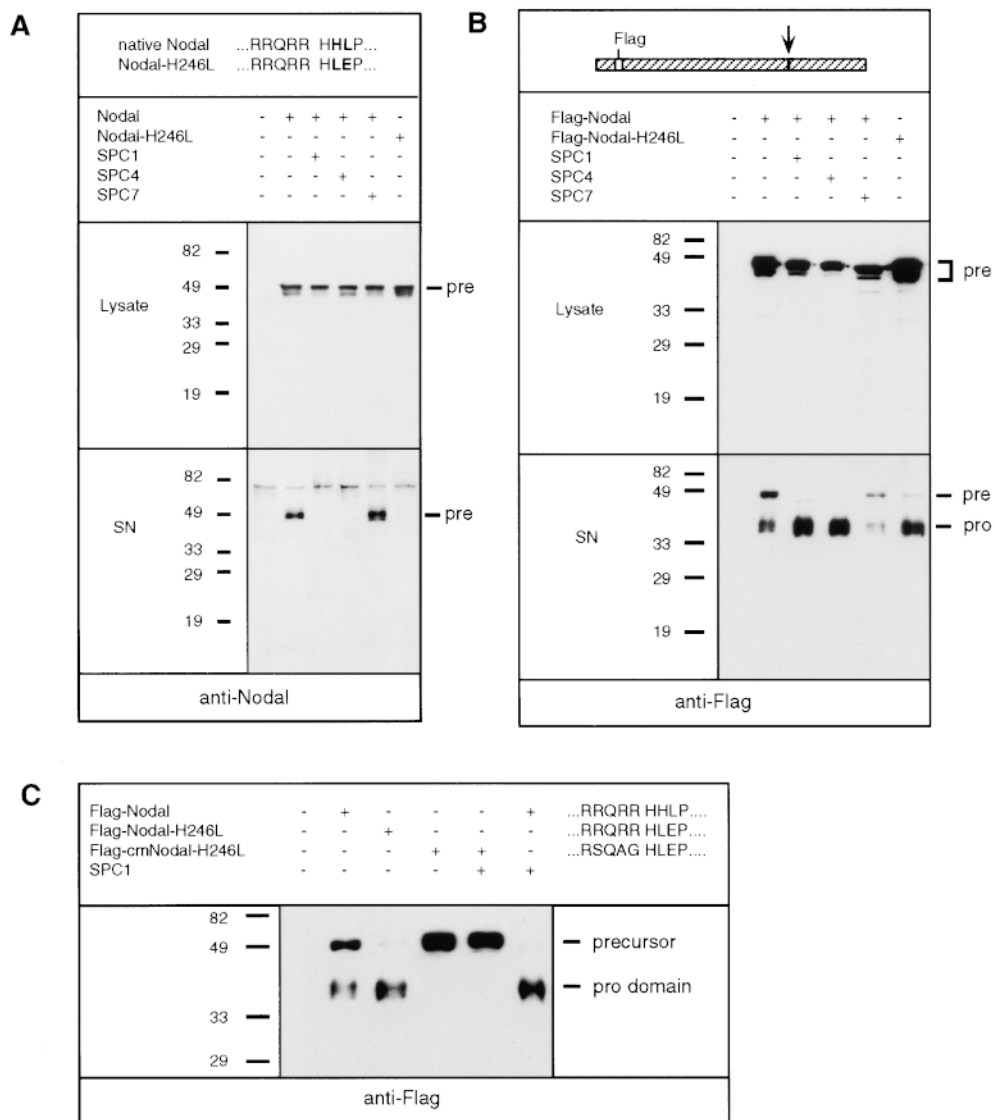 A
native Nodal ...RRQRR HHLP...
Nodal-H246L ...RRQRR HLEP...
Nodal - + + + + -
Nodal-H246L - - - - - +
SPC1 - - + - - -
SPC4 - - - + - -
SPC7 - - - - + -
Lysate
82
49
33
29
19
pre
SN
82
49
33
29
19
pre
anti-Nodal
B
Flag
Flag-Nodal - + + + + -
Flag-Nodal-H246L - - - - - +
SPC1 - - + - - -
SPC4 - - - + - -
SPC7 - - - - + -
Lysate
82
49
33
29
19
pre
SN
82
49
33
29
19
pre
pro
anti-Flag
C
Flag-Nodal - + - - - + ...RRQRR HHLP....
Flag-Nodal-H246L - - + - - - ...RRQRR HLEP....
Flag-cmNodal-H246L - - - + + - ...RSQAG HLEP....
SPC1 - - - - + +
82
49
33
29
precursor
pro domain
anti-Flag